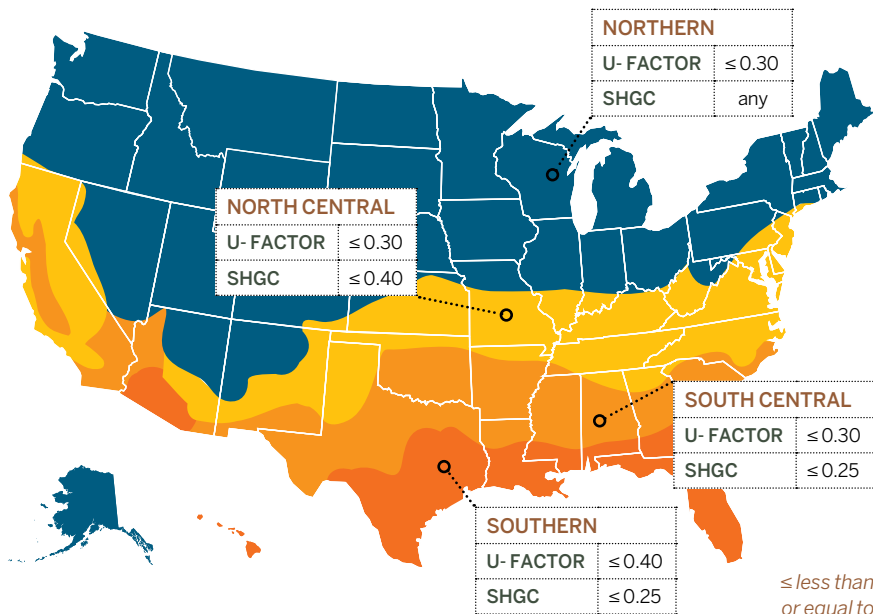 NORTHERN
U- FACTOR ≤ 0.30
SHGC any
NORTH CENTRAL
U- FACTOR ≤ 0.30
SHGC ≤ 0.40
SOUTH CENTRAL
U- FACTOR ≤ 0.30
SHGC ≤ 0.25
SOUTHERN
U- FACTOR ≤ 0.40
SHGC ≤ 0.25
≤ less than
or equal to